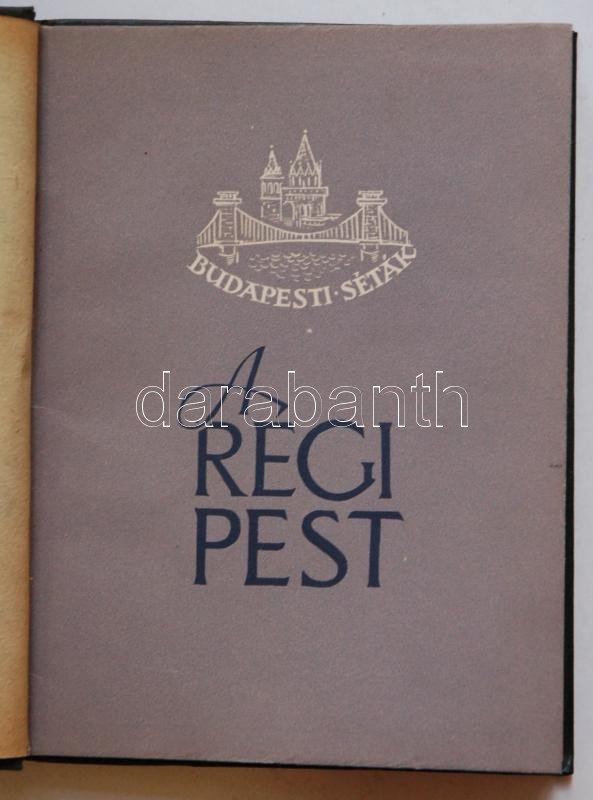 BUDAPESTI · SÉTÁK
A
darabanth
RÉGI
PEST